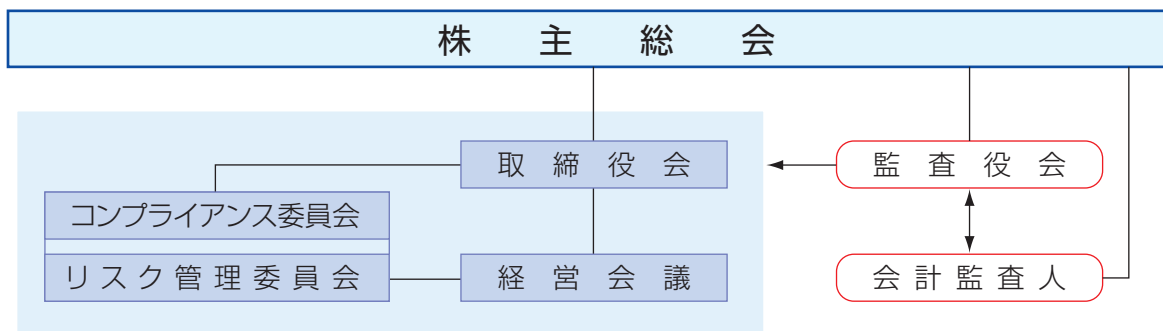 株主総会
取締役会
監査役会
コンプライアンス委員会
リスク管理委員会
経営会議
会計監査人